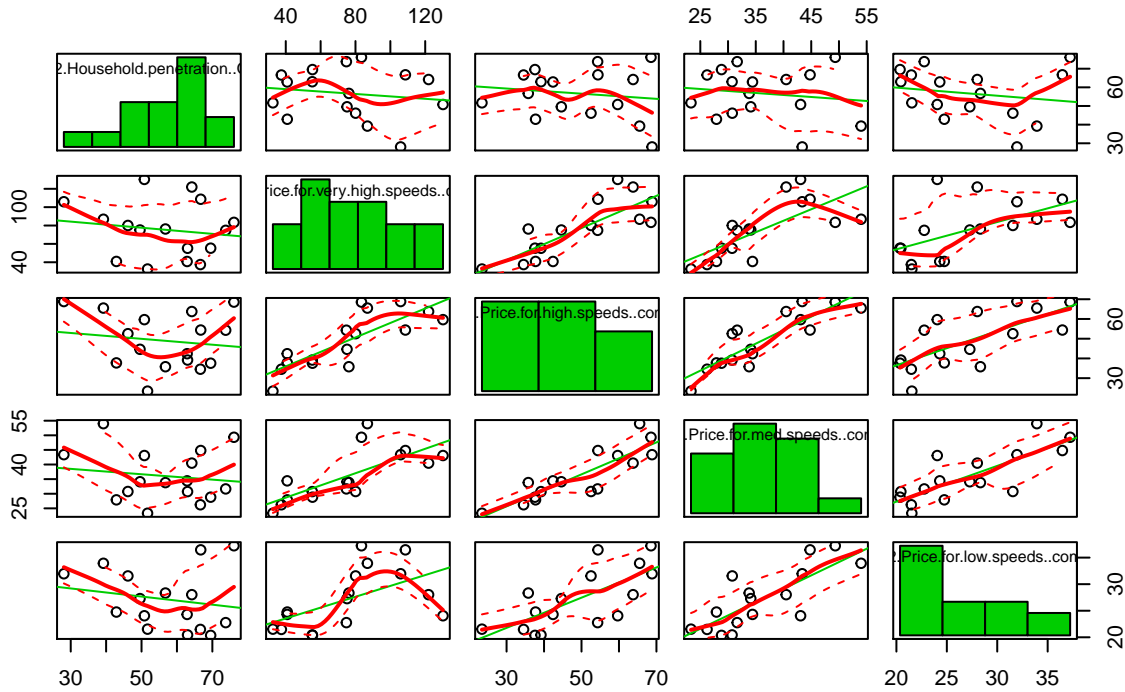 40 80 120
25 35 45 55
2.Household.penetration..
30 60
rice.for.very.high.speeds..
40 100
.Price.for.high.speeds..con
30 60
.Price.for.med.speeds..con
25 40 55
2.Price.for.low.speeds..con
20 30
30 50 70
30 50 70
20 25 30 35